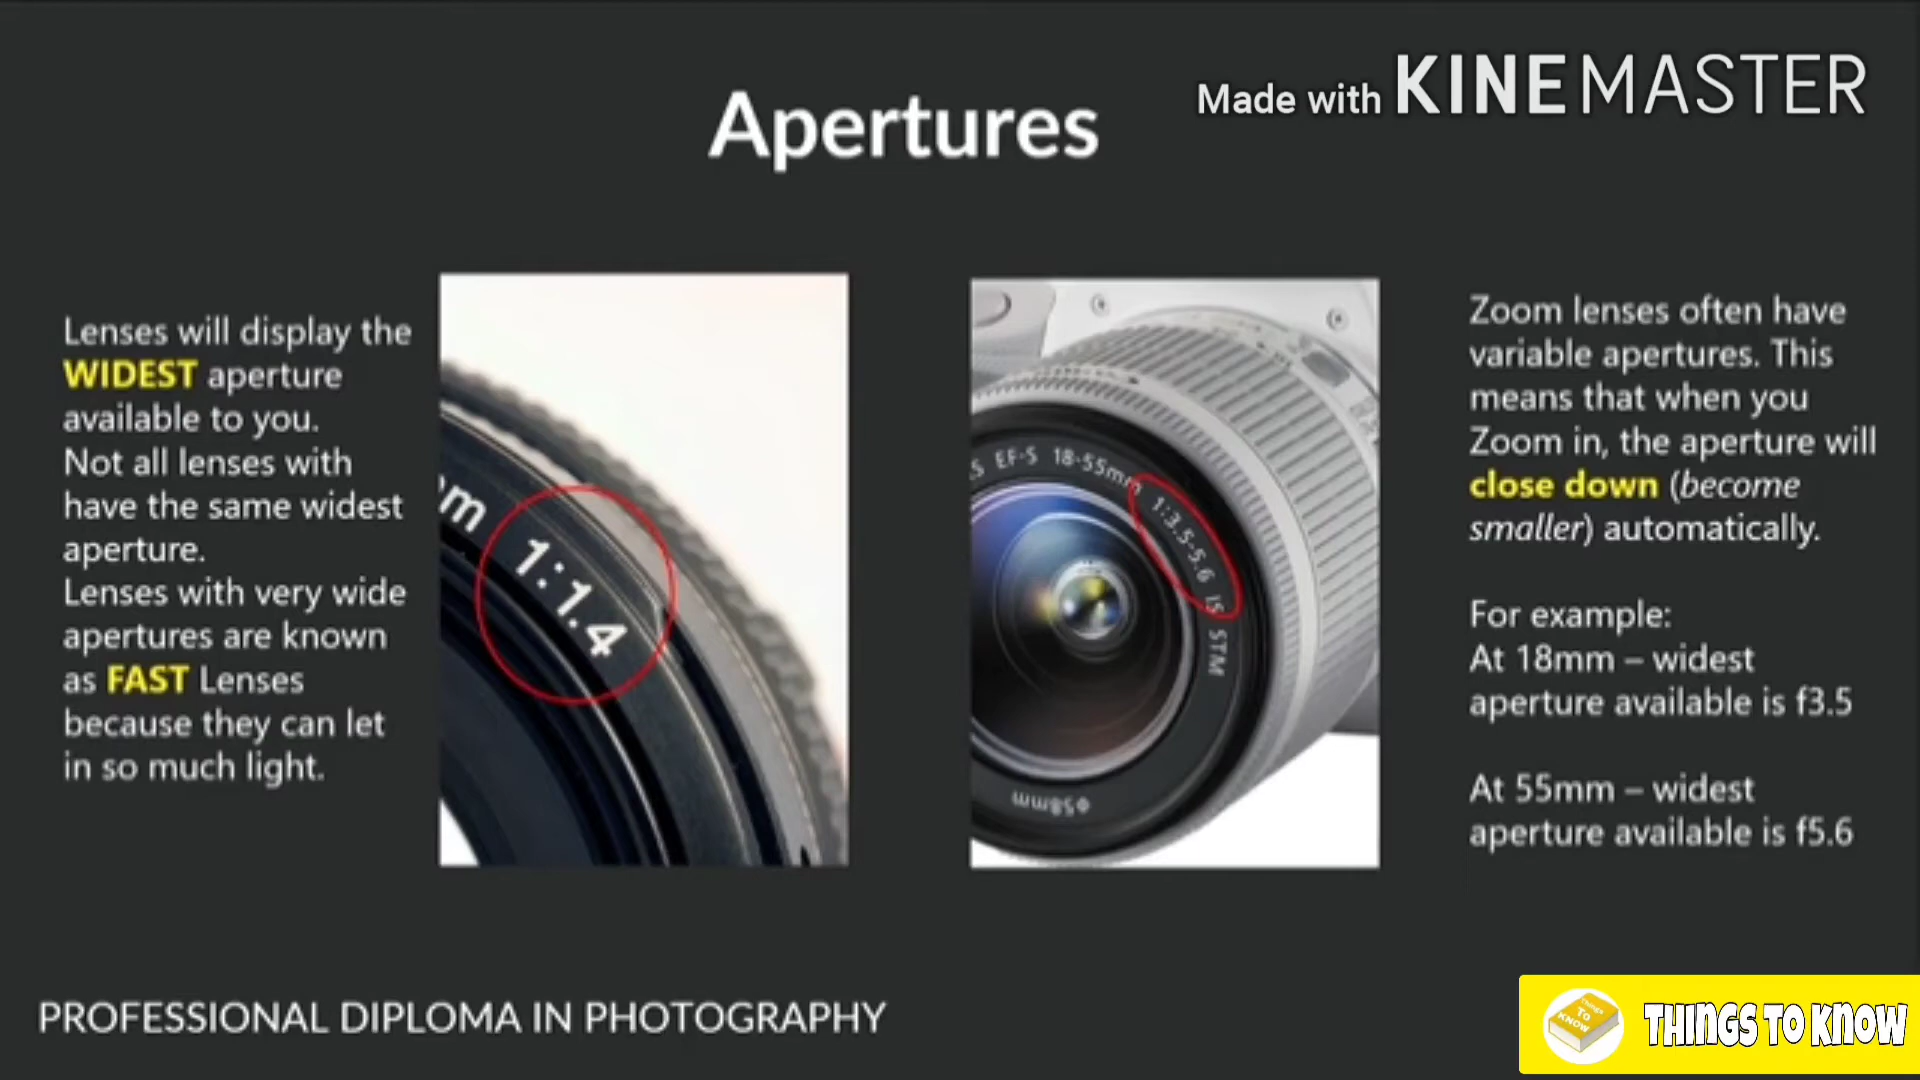 Made with KINEMASTER
Apertures
Lenses will display the
WIDEST aperture
available to you.
Not all lenses with
have the same widest
aperture.
Lenses with very wide
apertures are known
as FAST Lenses
because they can let
in so much light.
mm
1:1.4
EF-S 18-55mm 1:3.5-5.6 IS STM
Φ58mm
Zoom lenses often have
variable apertures. This
means that when you
Zoom in, the aperture will
close down (become
smaller) automatically.
For example:
At 18mm – widest
aperture available is f3.5
At 55mm – widest
aperture available is f5.6
PROFESSIONAL DIPLOMA IN PHOTOGRAPHY
THINGS TO KNOW
THINGS TO KNOW